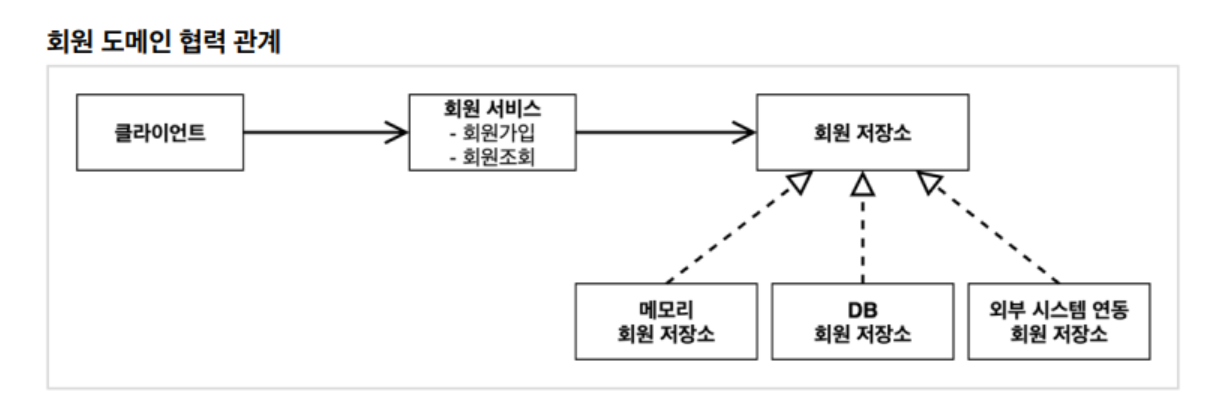 회원 도메인 협력 관계
클라이언트
회원 서비스
- 회원가입
- 회원조회
회원 저장소
메모리
회원 저장소
DB
회원 저장소
외부 시스템 연동
회원 저장소